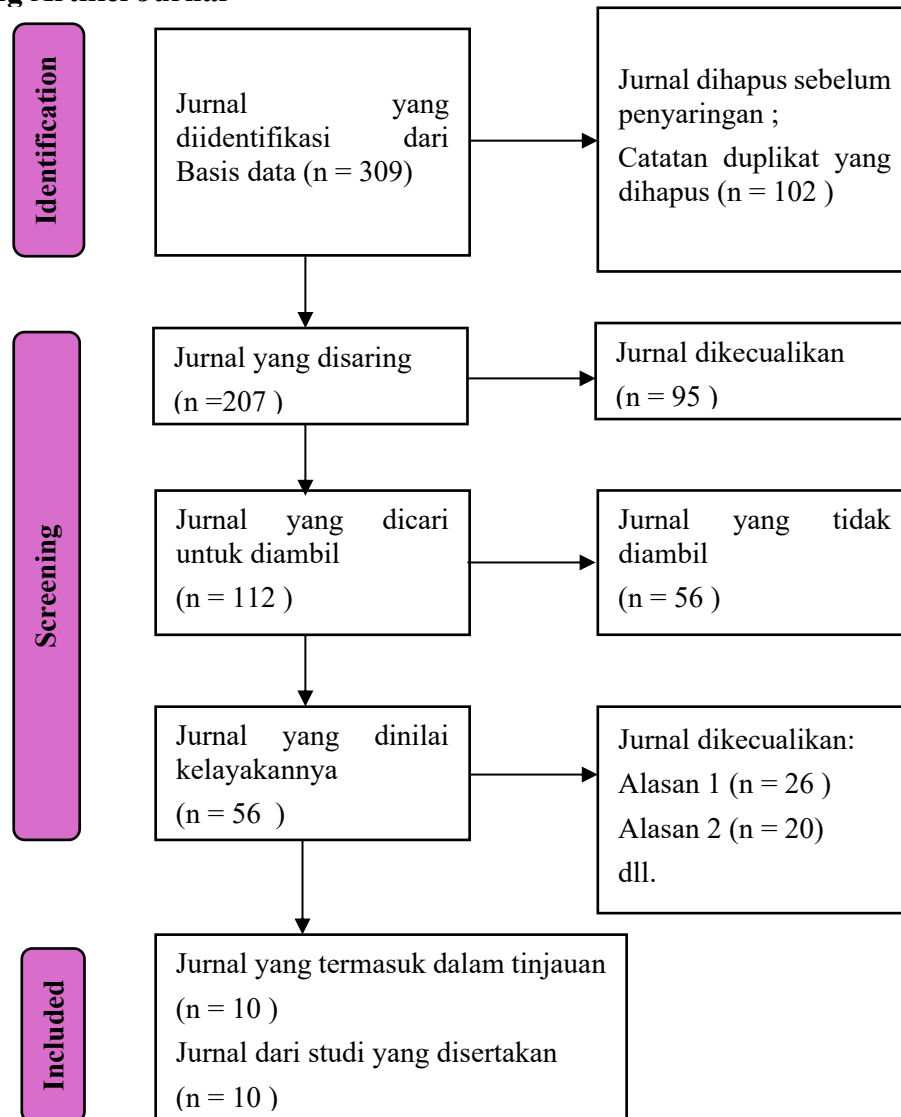 Identification
Jurnal yang
diidentifikasi dari
Basis data (n = 309)
Jurnal dihapus sebelum
penyaringan ;
Catatan duplikat yang
dihapus (n = 102 )
Screening
Jurnal yang disaring
(n =207 )
Jurnal dikecualikan
(n = 95 )
Jurnal yang dicari
untuk diambil
(n = 112 )
Jurnal yang tidak
diambil
(n = 56 )
Jurnal yang dinilai
kelayakannya
(n = 56 )
Jurnal dikecualikan:
Alasan 1 (n = 26 )
Alasan 2 (n = 20)
dll.
Included
Jurnal yang termasuk dalam tinjauan
(n = 10 )
Jurnal dari studi yang disertakan
(n = 10 )